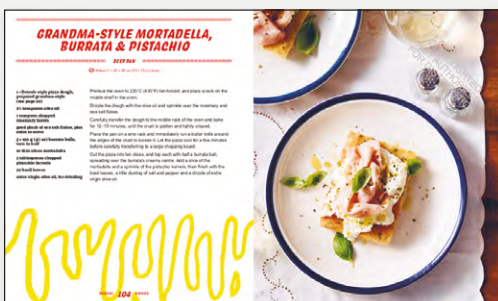 GRANDMA-STYLE MORTADELLA,
BURRATA & PISTACHIO
DEEP PAN
1 × Detroit-style pizza dough,
prepared grandma-style
(see page
2½ tangerine olive oil
1 teaspoon chopped
rosemary leaves
good pinch of sea salt flakes, plus
extra to serve
burrata balls,
torn in half
10 thin slices mortadella
2 tablespoons chopped
pistachio kernels
20 basil leaves
extra virgin olive oil, for drizzling
Preheat the oven to 220°C (430°F) fan-forced, and place a rack on the
middle shelf in the oven.
Drizzle the dough with the olive oil and sprinkle over the rosemary and
sea salt flakes.
Carefully transfer the dough to the middle rack of the oven and bake
for 12–15 minutes, until the crust is golden and lightly crisped.
Place the pan on a wire rack and immediately run a butter knife around
the edges of the crust to loosen it. Let the pizza cool for a few minutes
before carefully transferring to a large chopping board.
Cut the pizza into ten slices, and top each with half a burrata ball,
spreading over the burrata's creamy centre. Add a slice of the
mortadella and a sprinkle of the pistachio kernels, then finish with the
basil leaves, a little dusting of salt and pepper and a drizzle of extra
virgin olive oil.
104